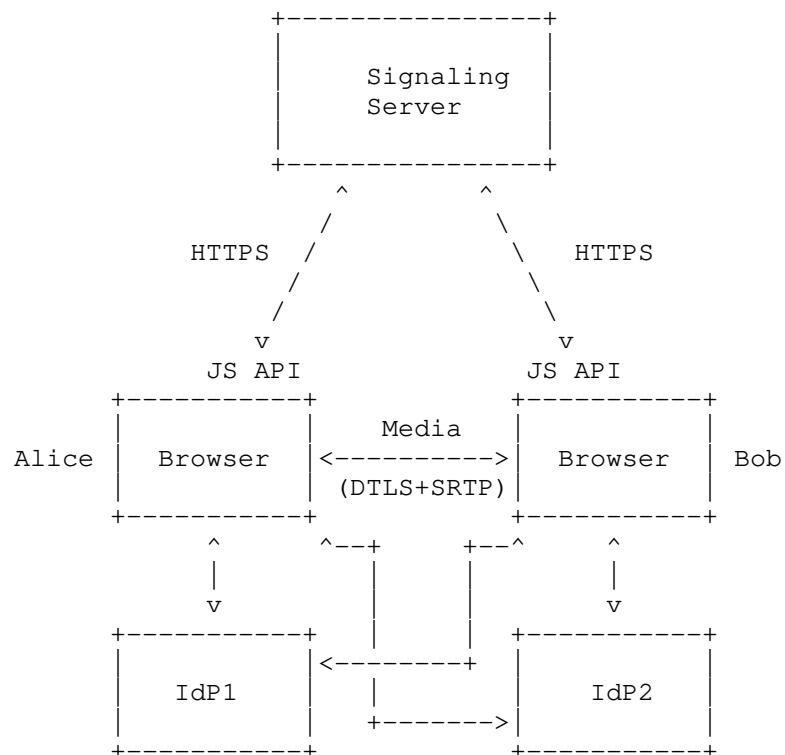 Signaling
Server
HTTPS HTTPS
JS API JS API
Media
Alice Browser Browser Bob
(DTLS+SRTP)
IdP1 IdP2